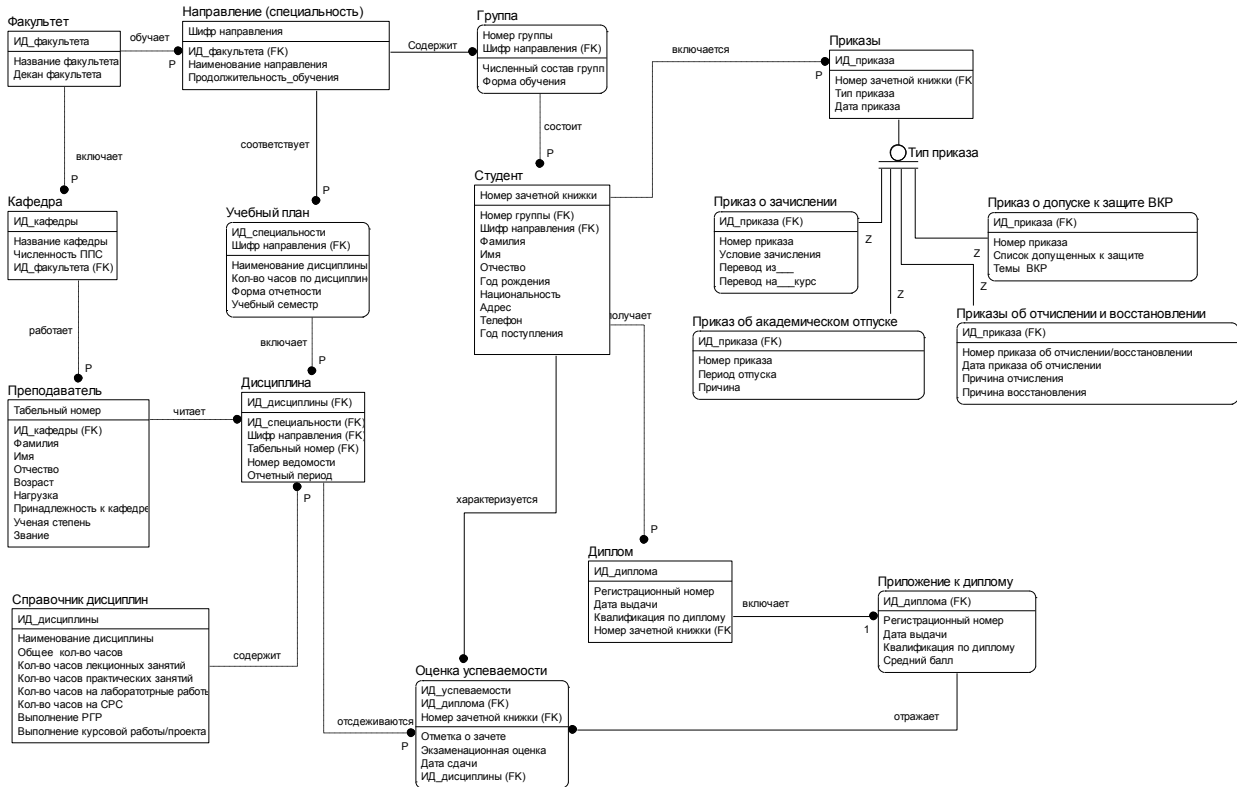 Факультет
ИД_факультета
Название факультета
Декан факультета
обучает
P
Направление (специальность)
Шифр направления
ИД_факультета (FK)
Наименование направления
Продолжительность_обучения
Содержит
Группа
Номер группы
Шифр направления (FK)
Численный состав групп
Форма обучения
включается
P
Приказы
ИД_приказа
Номер зачетной книжки (FK
Тип приказа
Дата приказа
Тип приказа
включает
P
соответствует
P
состоит
P
Кафедра
ИД_кафедры
Название кафедры
Численность ППС
ИД_факультета (FK)
Учебный план
ИД_специальности
Шифр направления (FK)
Наименование дисциплины
Кол-во часов по дисциплин
Форма отчетности
Учебный семестр
Студент
Номер зачетной книжки
Номер группы (FK)
Шифр направления (FK)
Фамилия
Имя
Отчество
Год рождения
Национальность
Адрес
Телефон
Год поступления
Приказ о зачислении
ИД_приказа (FK)
Номер приказа
Условие зачисления
Перевод из___
Перевод на___курс
Z
Приказ о допуске к защите ВКР
ИД_приказа (FK)
Номер приказа
Список допущенных к защите
Темы ВКР
Z
Приказ об академическом отпуске
ИД_приказа (FK)
Номер приказа
Период отпуска
Причина
Z
Приказы об отчислении и восстановлении
ИД_приказа (FK)
Номер приказа об отчислении/восстановлении
Дата приказа об отчислении
Причина отчисления
Причина восстановления
Z
работает
P
включает
P
получает
P
Преподаватель
Табельный номер
ИД_кафедры (FK)
Фамилия
Имя
Отчество
Возраст
Нагрузка
Принадлежность к кафедре
Ученая степень
Звание
читает
Дисциплина
ИД_дисциплины (FK)
ИД_специальности (FK)
Шифр направления (FK)
Табельный номер (FK)
Номер ведомости
Отчетный период
P
характеризуется
Справочник дисциплин
ИД_дисциплины
Наименование дисциплины
Общее кол-во часов
Кол-во часов лекционных занятий
Кол-во часов практических занятий
Кол-во часов на лаборатотрные работы
Кол-во часов на СРС
Выполнение РГР
Выполнение курсовой работы/проекта
содержит
Диплом
ИД_диплома
Регистрационный номер
Дата выдачи
Квалификация по диплому
Номер зачетной книжки (FK
включает
1
Приложение к диплому
ИД_диплома (FK)
Регистрационный номер
Дата выдачи
Квалификация по диплому
Средний балл
отражает
отсдеживаются
P
Оценка успеваемости
ИД_успеваемости
ИД_диплома (FK)
Номер зачетной книжки (FK)
Отметка о зачете
Экзаменационная оценка
Дата сдачи
ИД_дисциплины (FK)